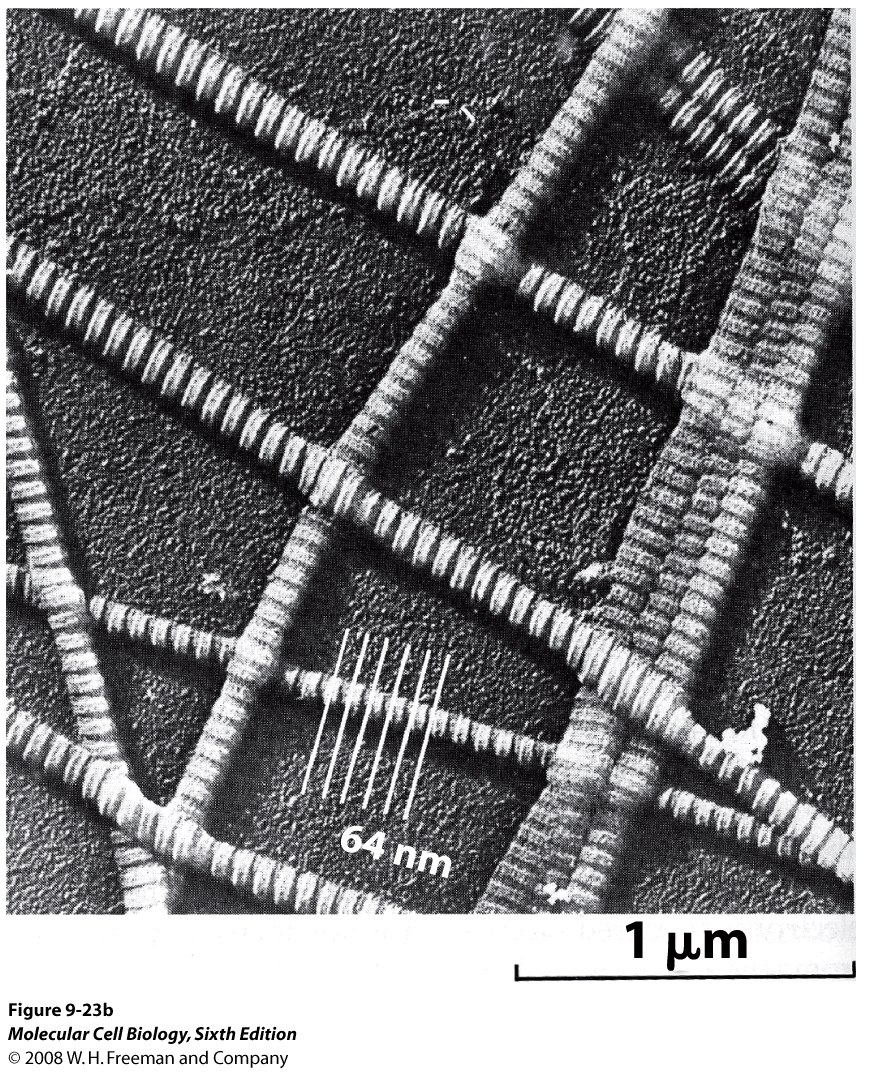 64 nm
1 μm
Figure 9-23b
Molecular Cell Biology, Sixth Edition
© 2008 W. H. Freeman and Company